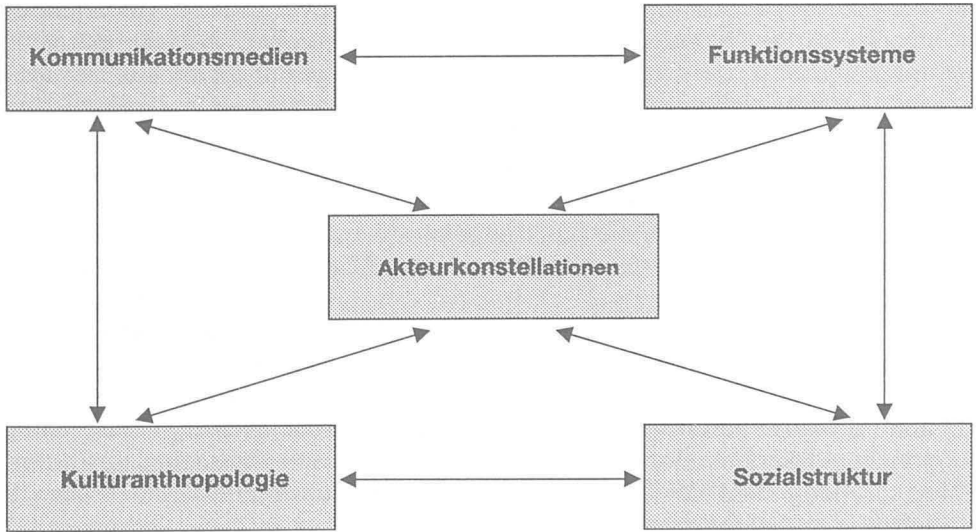 Kommunikationsmedien
Funktionssysteme
Akteurkonstellationen
Kulturanthropologie
Sozialstruktur